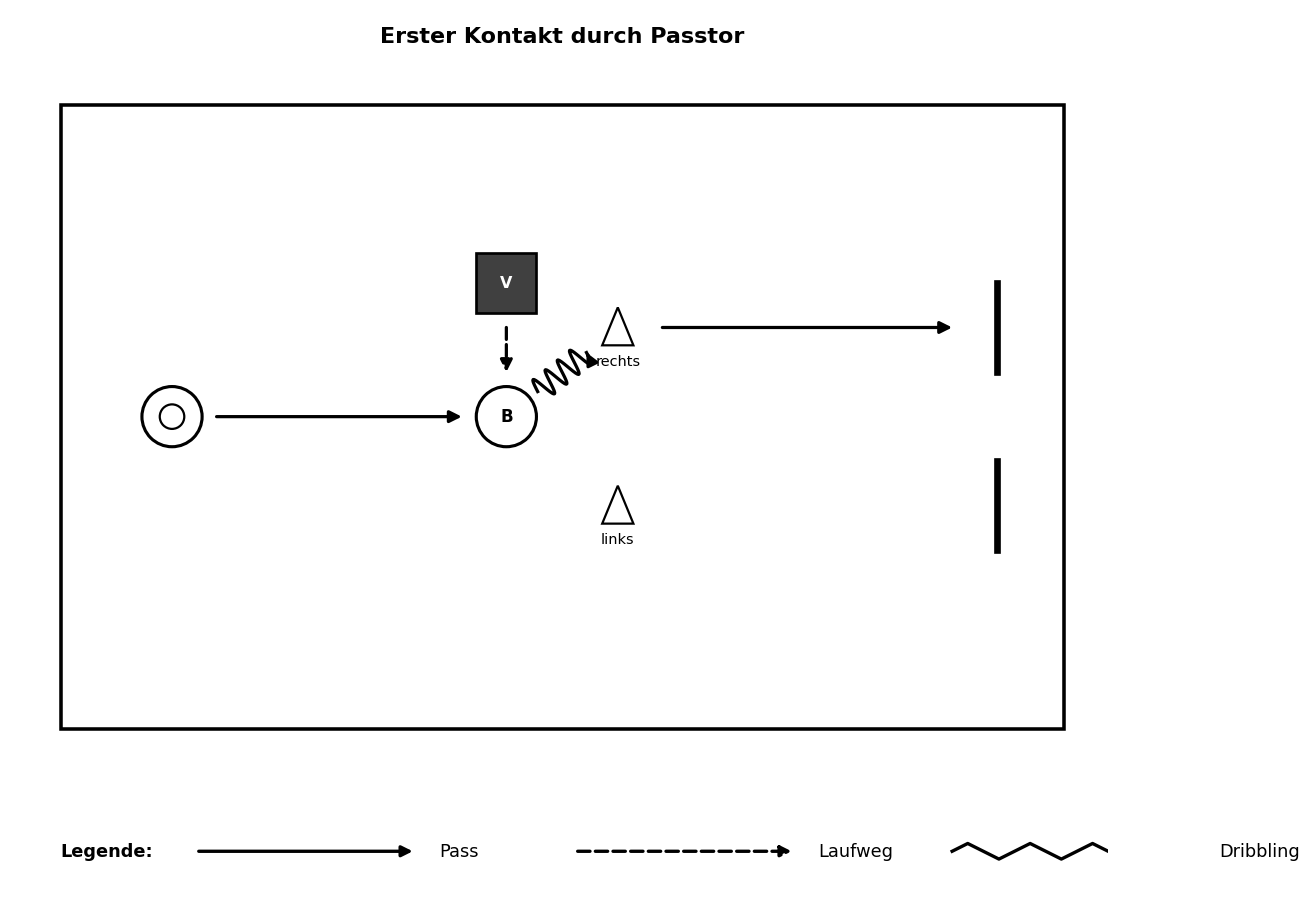 Erster Kontakt durch Passtor
V
rechts
B
links
Legende:
Pass
Laufweg
Dribbling